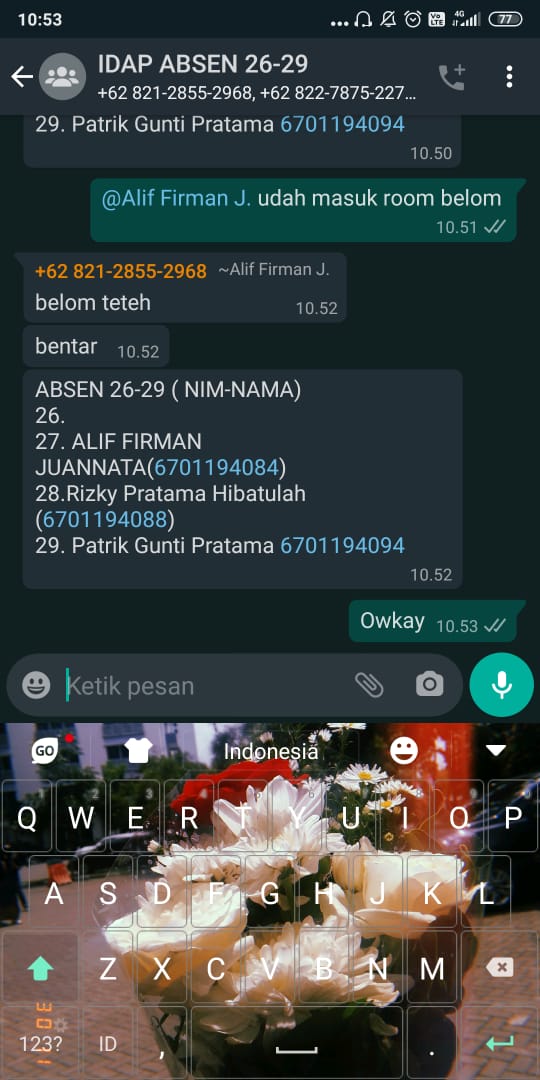 10:53
4G
77
IDAP ABSEN 26-29
+62 821-2855-2968, +62 822-7875-227...
29. Patrik Gunti Pratama 6701194094
10.50
@Alif Firman J. udah masuk room belom
10.51
+62 821-2855-2968 ~Alif Firman J.
belom teteh
10.52
bentar 10.52
ABSEN 26-29 ( NIM-NAMA)
26.
27. ALIF FIRMAN
JUANNATA(6701194084)
28.Rizky Pratama Hibatulah
(6701194088)
29. Patrik Gunti Pratama 6701194094
10.52
Owkay 10.53
Ketik pesan
GO Indonesia
Q W E R T Y U I O P
A S D F G H J K L
Z X C V B N M
123? ID , .